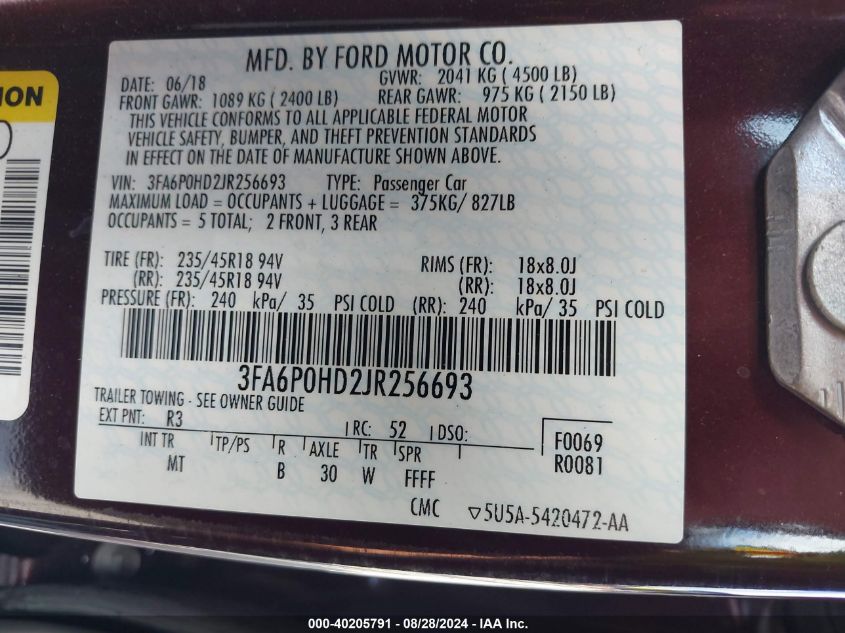 ION
MFD. BY FORD MOTOR CO.
DATE: 06/18 GVWR: 2041 KG ( 4500 LB)
FRONT GAWR: 1089 KG ( 2400 LB) REAR GAWR: 975 KG ( 2150 LB)
THIS VEHICLE CONFORMS TO ALL APPLICABLE FEDERAL MOTOR
VEHICLE SAFETY, BUMPER, AND THEFT PREVENTION STANDARDS
IN EFFECT ON THE DATE OF MANUFACTURE SHOWN ABOVE.
VIN: 3FA6P0HD2JR256693 TYPE: Passenger Car
MAXIMUM LOAD = OCCUPANTS + LUGGAGE = 375KG/ 827LB
OCCUPANTS = 5 TOTAL; 2 FRONT, 3 REAR
TIRE (FR): 235/45R18 94V RIMS (FR): 18x8.0J
(RR): 235/45R18 94V (RR): 18x8.0J
PRESSURE (FR): 240 kPa/ 35 PSI COLD (RR): 240 kPa/ 35 PSI COLD
3FA6P0HD2JR256693
TRAILER TOWING - SEE OWNER GUIDE
EXT PNT: R3 RC: 52 DSO: F0069
INT TR TP/PS R AXLE TR SPR R0081
MT B 30 W FFFF
CMC ▽5U5A-5420472-AA
000-40205791 - 08/28/2024 - IAA Inc.